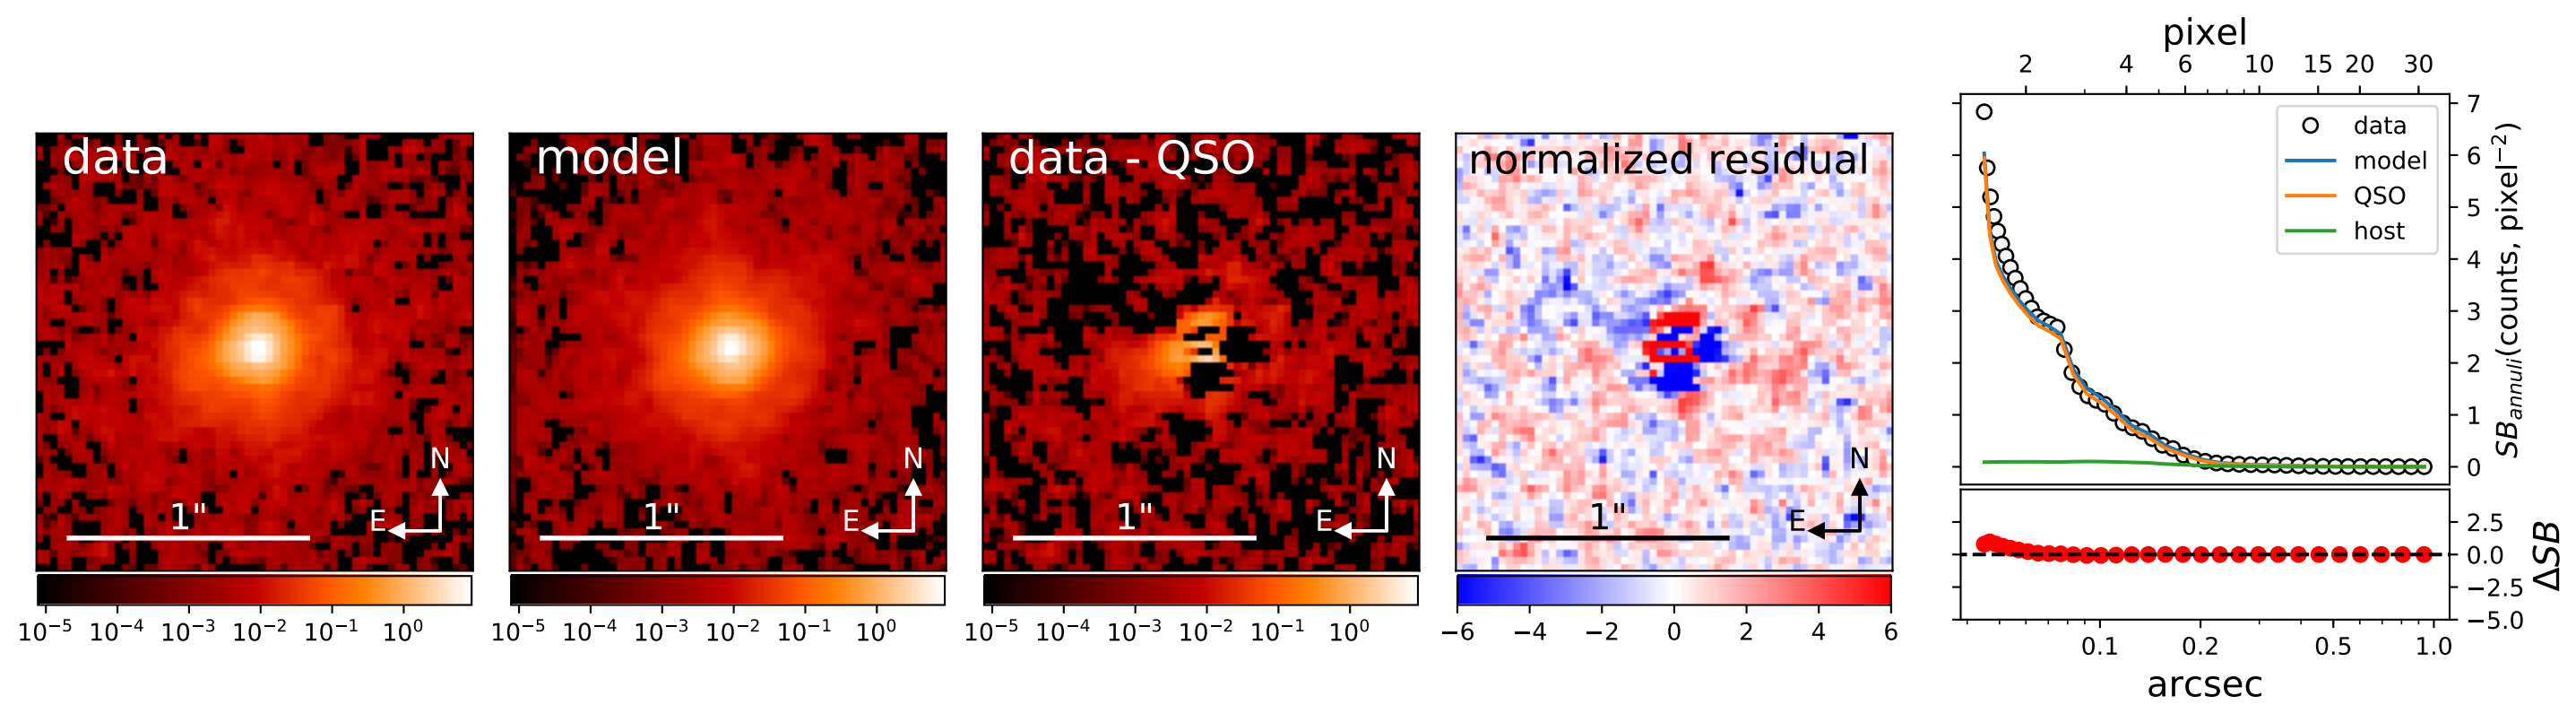 data
1"
N
E
10⁻⁵ 10⁻⁴ 10⁻³ 10⁻² 10⁻¹ 10⁰
model
1"
N
E
10⁻⁵ 10⁻⁴ 10⁻³ 10⁻² 10⁻¹ 10⁰
data - QSO
1"
N
E
10⁻⁵ 10⁻⁴ 10⁻³ 10⁻² 10⁻¹ 10⁰
normalized residual
1"
N
E
−6 −4 −2 0 2 4 6
pixel
2 4 6 10 15 20 30
data
model
QSO
host
7
6
5
4
3
2
1
0
SB_annuli(counts, pixel⁻²)
2.5
0.0
−2.5
−5.0
ΔSB
0.1 0.2 0.5 1.0
arcsec